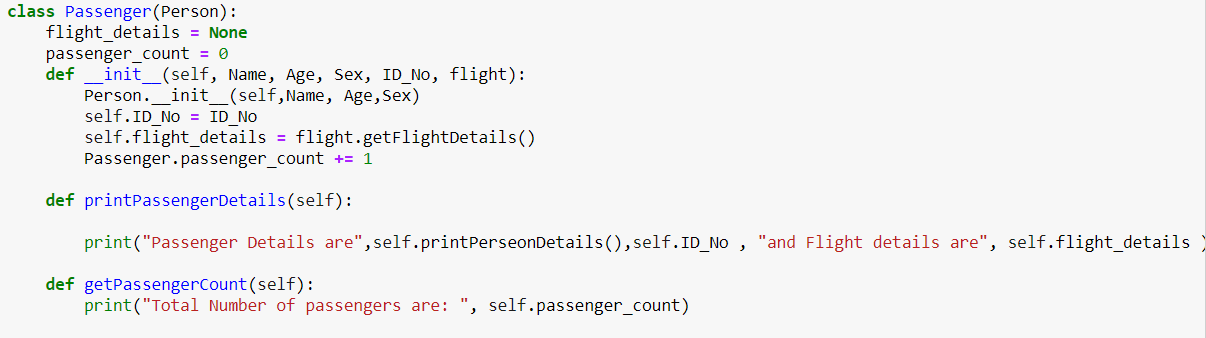 class Passenger(Person):
    flight_details = None
    passenger_count = 0
    def __init__(self, Name, Age, Sex, ID_No, flight):
        Person.__init__(self,Name, Age,Sex)
        self.ID_No = ID_No
        self.flight_details = flight.getFlightDetails()
        Passenger.passenger_count += 1
    def printPassengerDetails(self):
        print("Passenger Details are",self.printPerseonDetails(),self.ID_No , "and Flight details are", self.flight_details )
    def getPassengerCount(self):
        print("Total Number of passengers are: ", self.passenger_count)